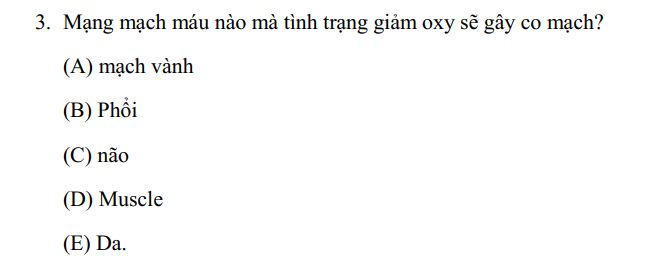 3. Mạng mạch máu nào mà tình trạng giảm oxy sẽ gây co mạch?
(A) mạch vành
(B) Phổi
(C) não
(D) Muscle
(E) Da.